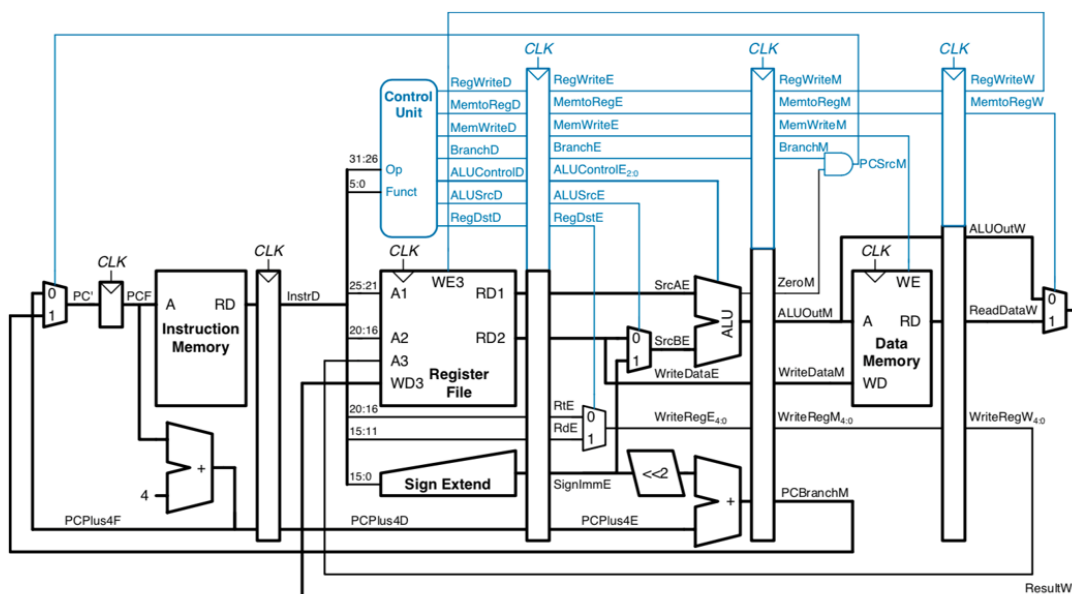 CLK CLK CLK
RegWriteD RegWriteE RegWriteM RegWriteW
Control Unit
MemtoRegD MemtoRegE MemtoRegM MemtoRegW
MemWriteD MemWriteE MemWriteM
BranchD BranchE BranchM PCSrcM
31:26 Op ALUControlD ALUControlE2:0
5:0 Funct ALUSrcD ALUSrcE
RegDstD RegDstE
ALUOutW
CLK CLK CLK CLK
0 1 PC' PCF A RD InstrD 25:21 A1 WE3 RD1 SrcAE ZeroM WE 0 1
Instruction Memory
20:16 A2 RD2 0 1 SrcBE ALU ALUOutM A RD ReadDataW
A3 Data Memory
WD3 Register File WriteDataE WriteDataM WD
20:16 RtE 0
15:11 RdE 1 WriteRegE4:0 WriteRegM4:0 WriteRegW4:0
+
15:0 Sign Extend SignImmE <<2
4 + PCBranchM
PCPlus4F PCPlus4D PCPlus4E
ResultW